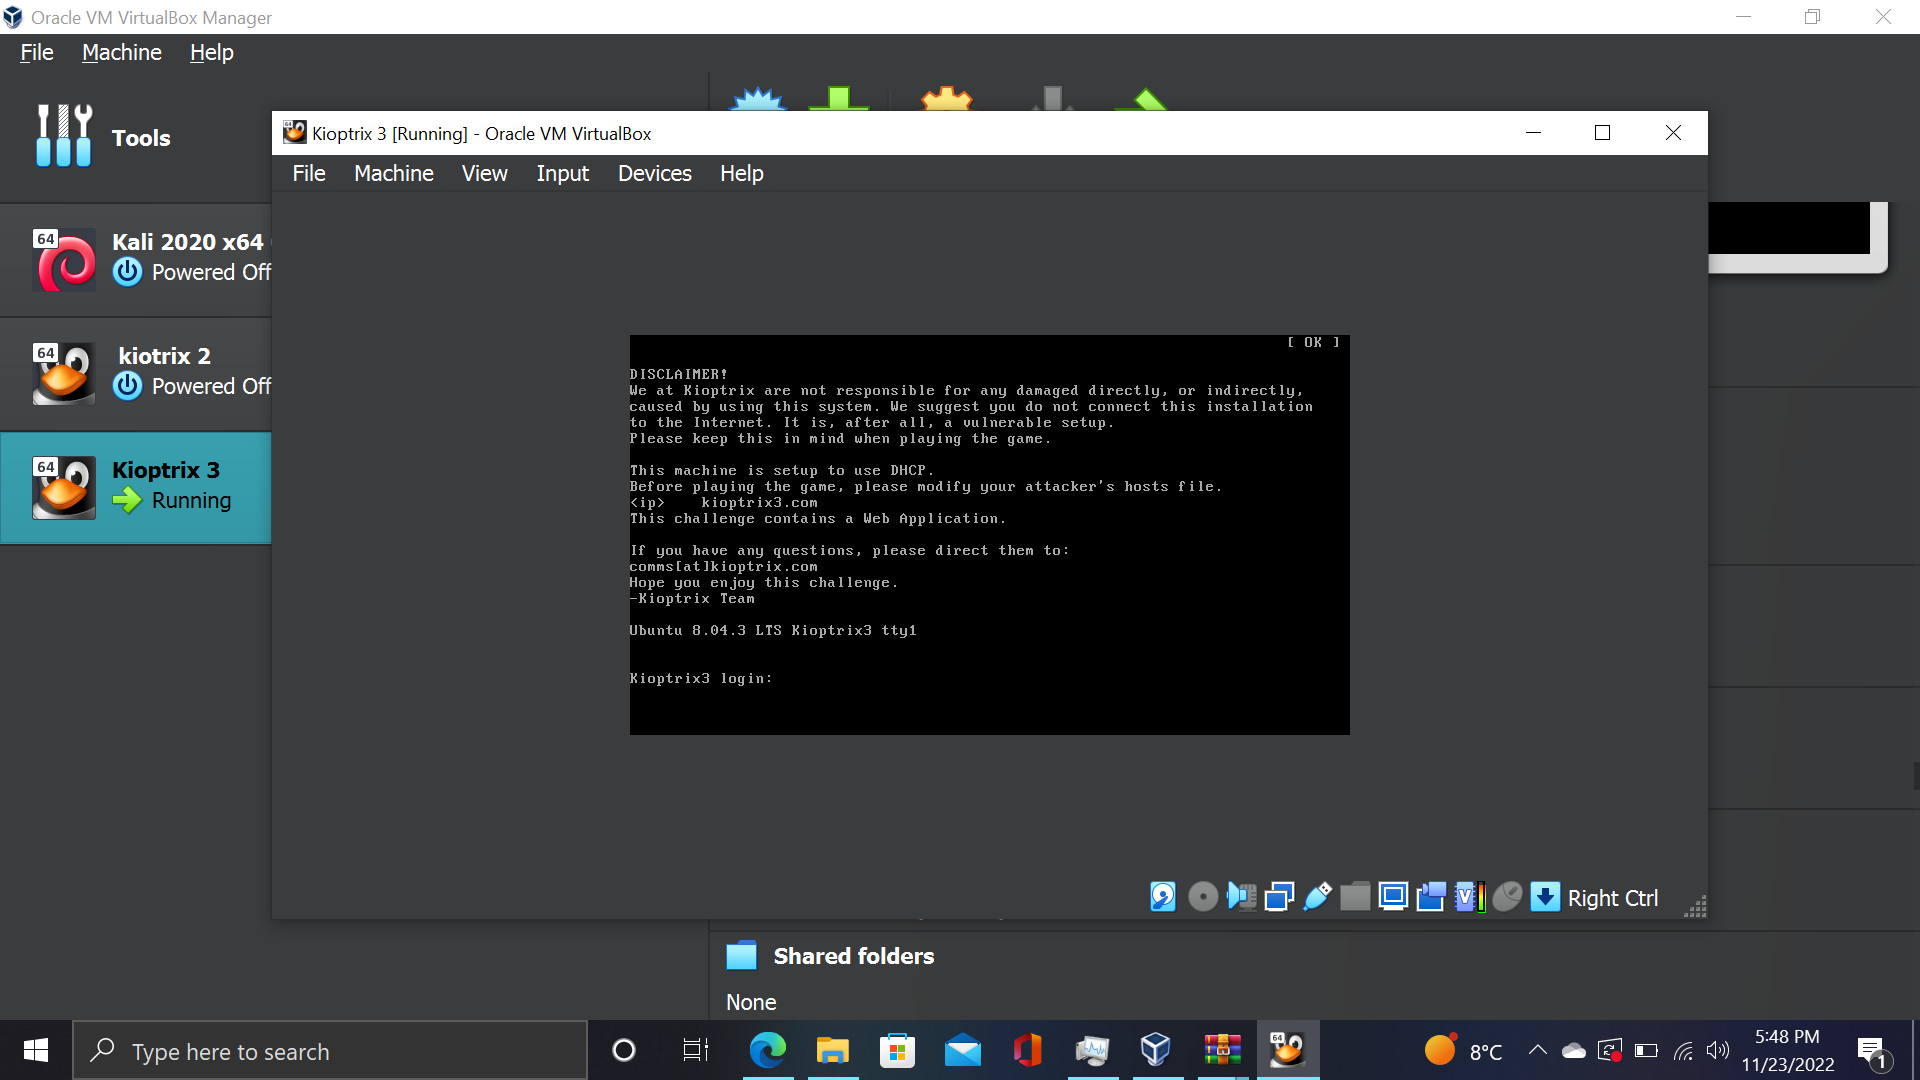 Oracle VM VirtualBox Manager
File Machine Help
Tools
Kioptrix 3 [Running] - Oracle VM VirtualBox
File Machine View Input Devices Help
64
Kali 2020 x64
Powered Off
64
kiotrix 2
Powered Off
64
Kioptrix 3
Running
[ OK ]
DISCLAIMER!
We at Kioptrix are not responsible for any damaged directly, or indirectly,
caused by using this system. We suggest you do not connect this installation
to the Internet. It is, after all, a vulnerable setup.
Please keep this in mind when playing the game.
This machine is setup to use DHCP.
Before playing the game, please modify your attacker's hosts file.
<ip> kioptrix3.com
This challenge contains a Web Application.
If you have any questions, please direct them to:
comms[at]kioptrix.com
Hope you enjoy this challenge.
-Kioptrix Team
Ubuntu 8.04.3 LTS Kioptrix3 tty1
Kioptrix3 login:
Right Ctrl
Shared folders
None
Type here to search
64
8°C
5:48 PM
11/23/2022
1